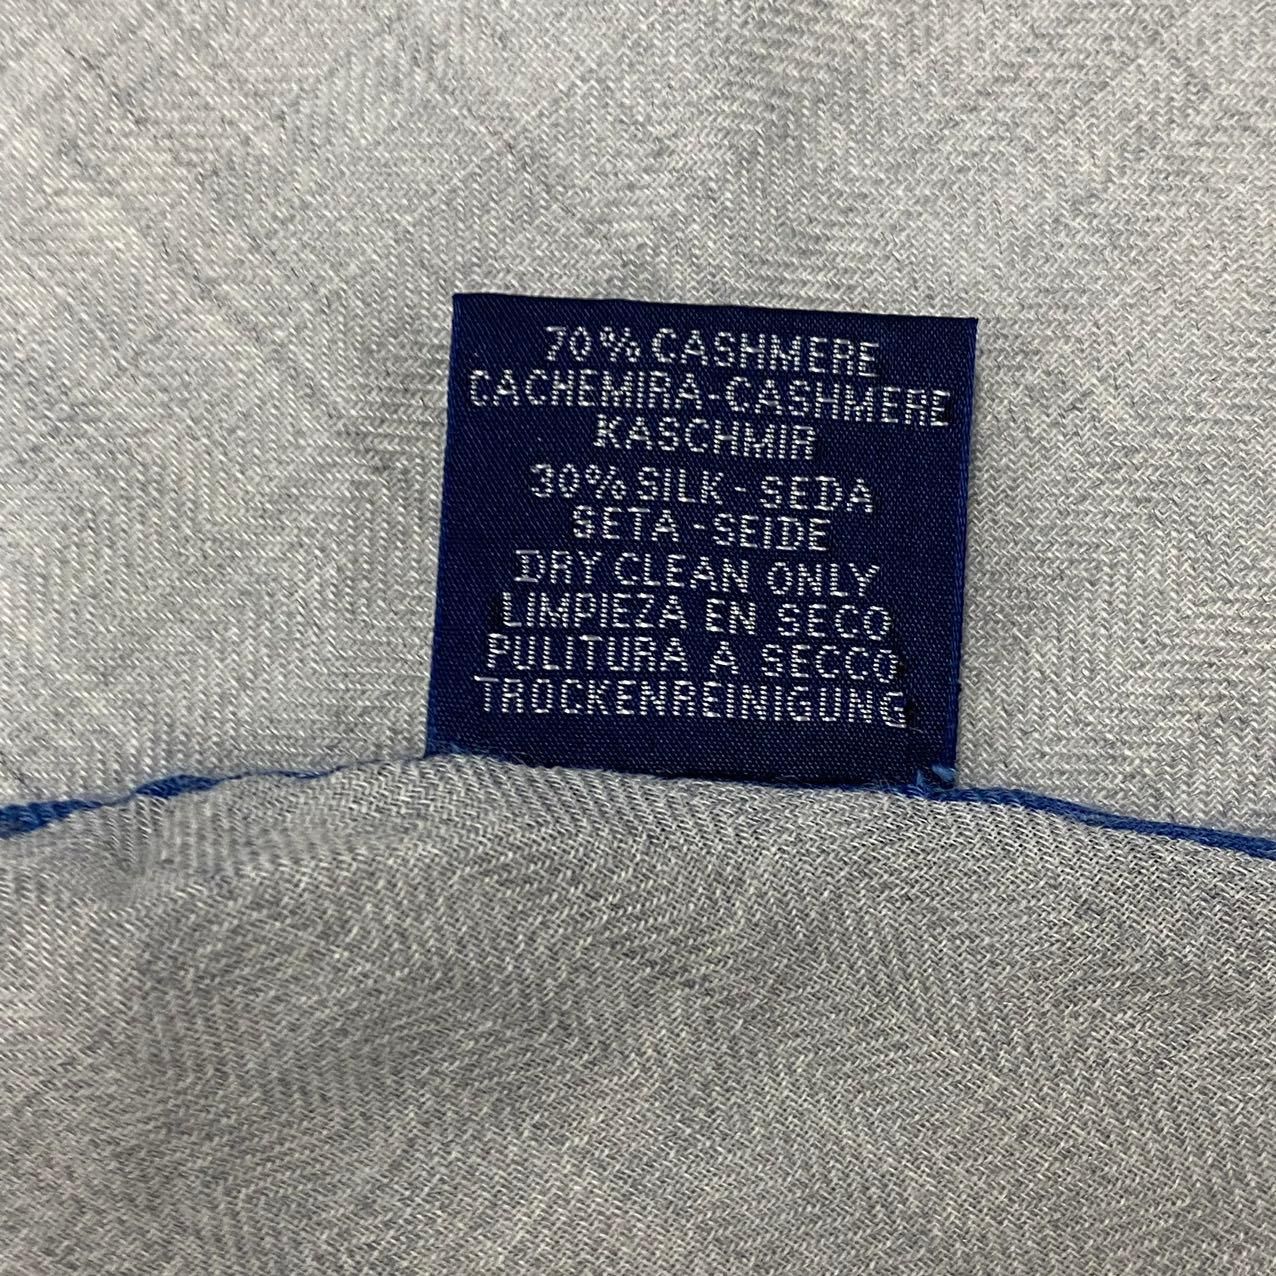 70% CASHMERE
CACHEMIRA-CASHMERE
KASCHMIR
30% SILK - SEDA
SETA - SEIDE
DRY CLEAN ONLY
LIMPIEZA EN SECO
PULITURA A SECCO
TROCKENREINIGUNG